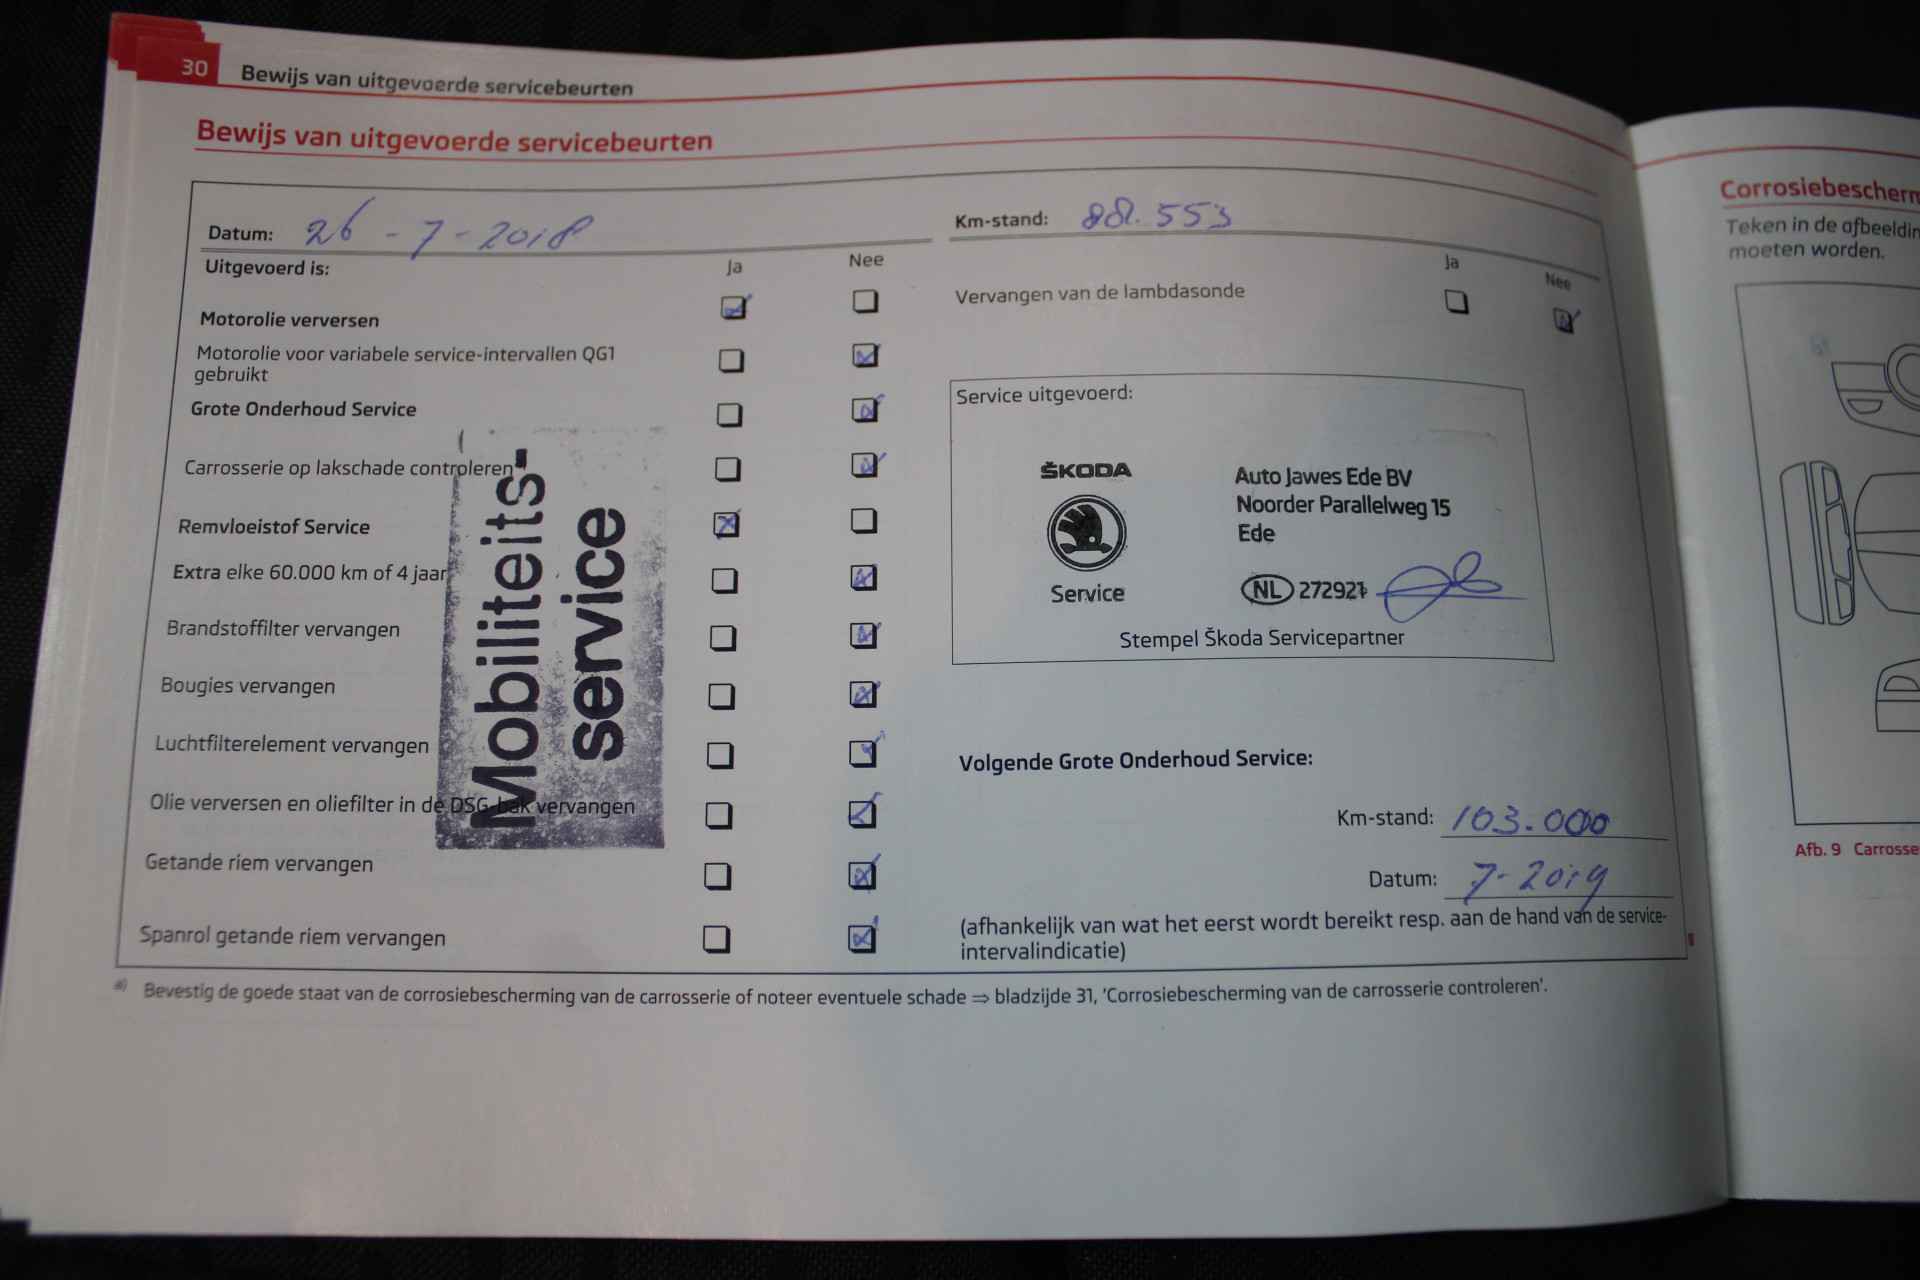 30 Bewijs van uitgevoerde servicebeurten
Bewijs van uitgevoerde servicebeurten
Datum: 26 - 7 - 2018
Uitgevoerd is:
Ja Nee
Motorolie verversen
Motorolie voor variabele service-intervallen QG1
gebruikt
Grote Onderhoud Service
Carrosserie op lakschade controleren
Remvloeistof Service
Extra elke 60.000 km of 4 jaar
Brandstoffilter vervangen
Bougies vervangen
Luchtfilterelement vervangen
Olie verversen en oliefilter in de DSG-bak vervangen
Getande riem vervangen
Spanrol getande riem vervangen
Mobiliteits-
service
Km-stand: 88.553
Ja Nee
Vervangen van de lambdasonde
Service uitgevoerd:
ŠKODA
Service
Auto Jawes Ede BV
Noorder Parallelweg 15
Ede
NL 272921
Stempel Škoda Servicepartner
Volgende Grote Onderhoud Service:
Km-stand: 103.000
Datum: 7-2019
(afhankelijk van wat het eerst wordt bereikt resp. aan de hand van de service-
intervalindicatie)
a) Bevestig de goede staat van de corrosiebescherming van de carrosserie of noteer eventuele schade ⇒ bladzijde 31, 'Corrosiebescherming van de carrosserie controleren'.
Corrosiebescherm
Teken in de afbeeldin
moeten worden.
Afb. 9 Carrosse